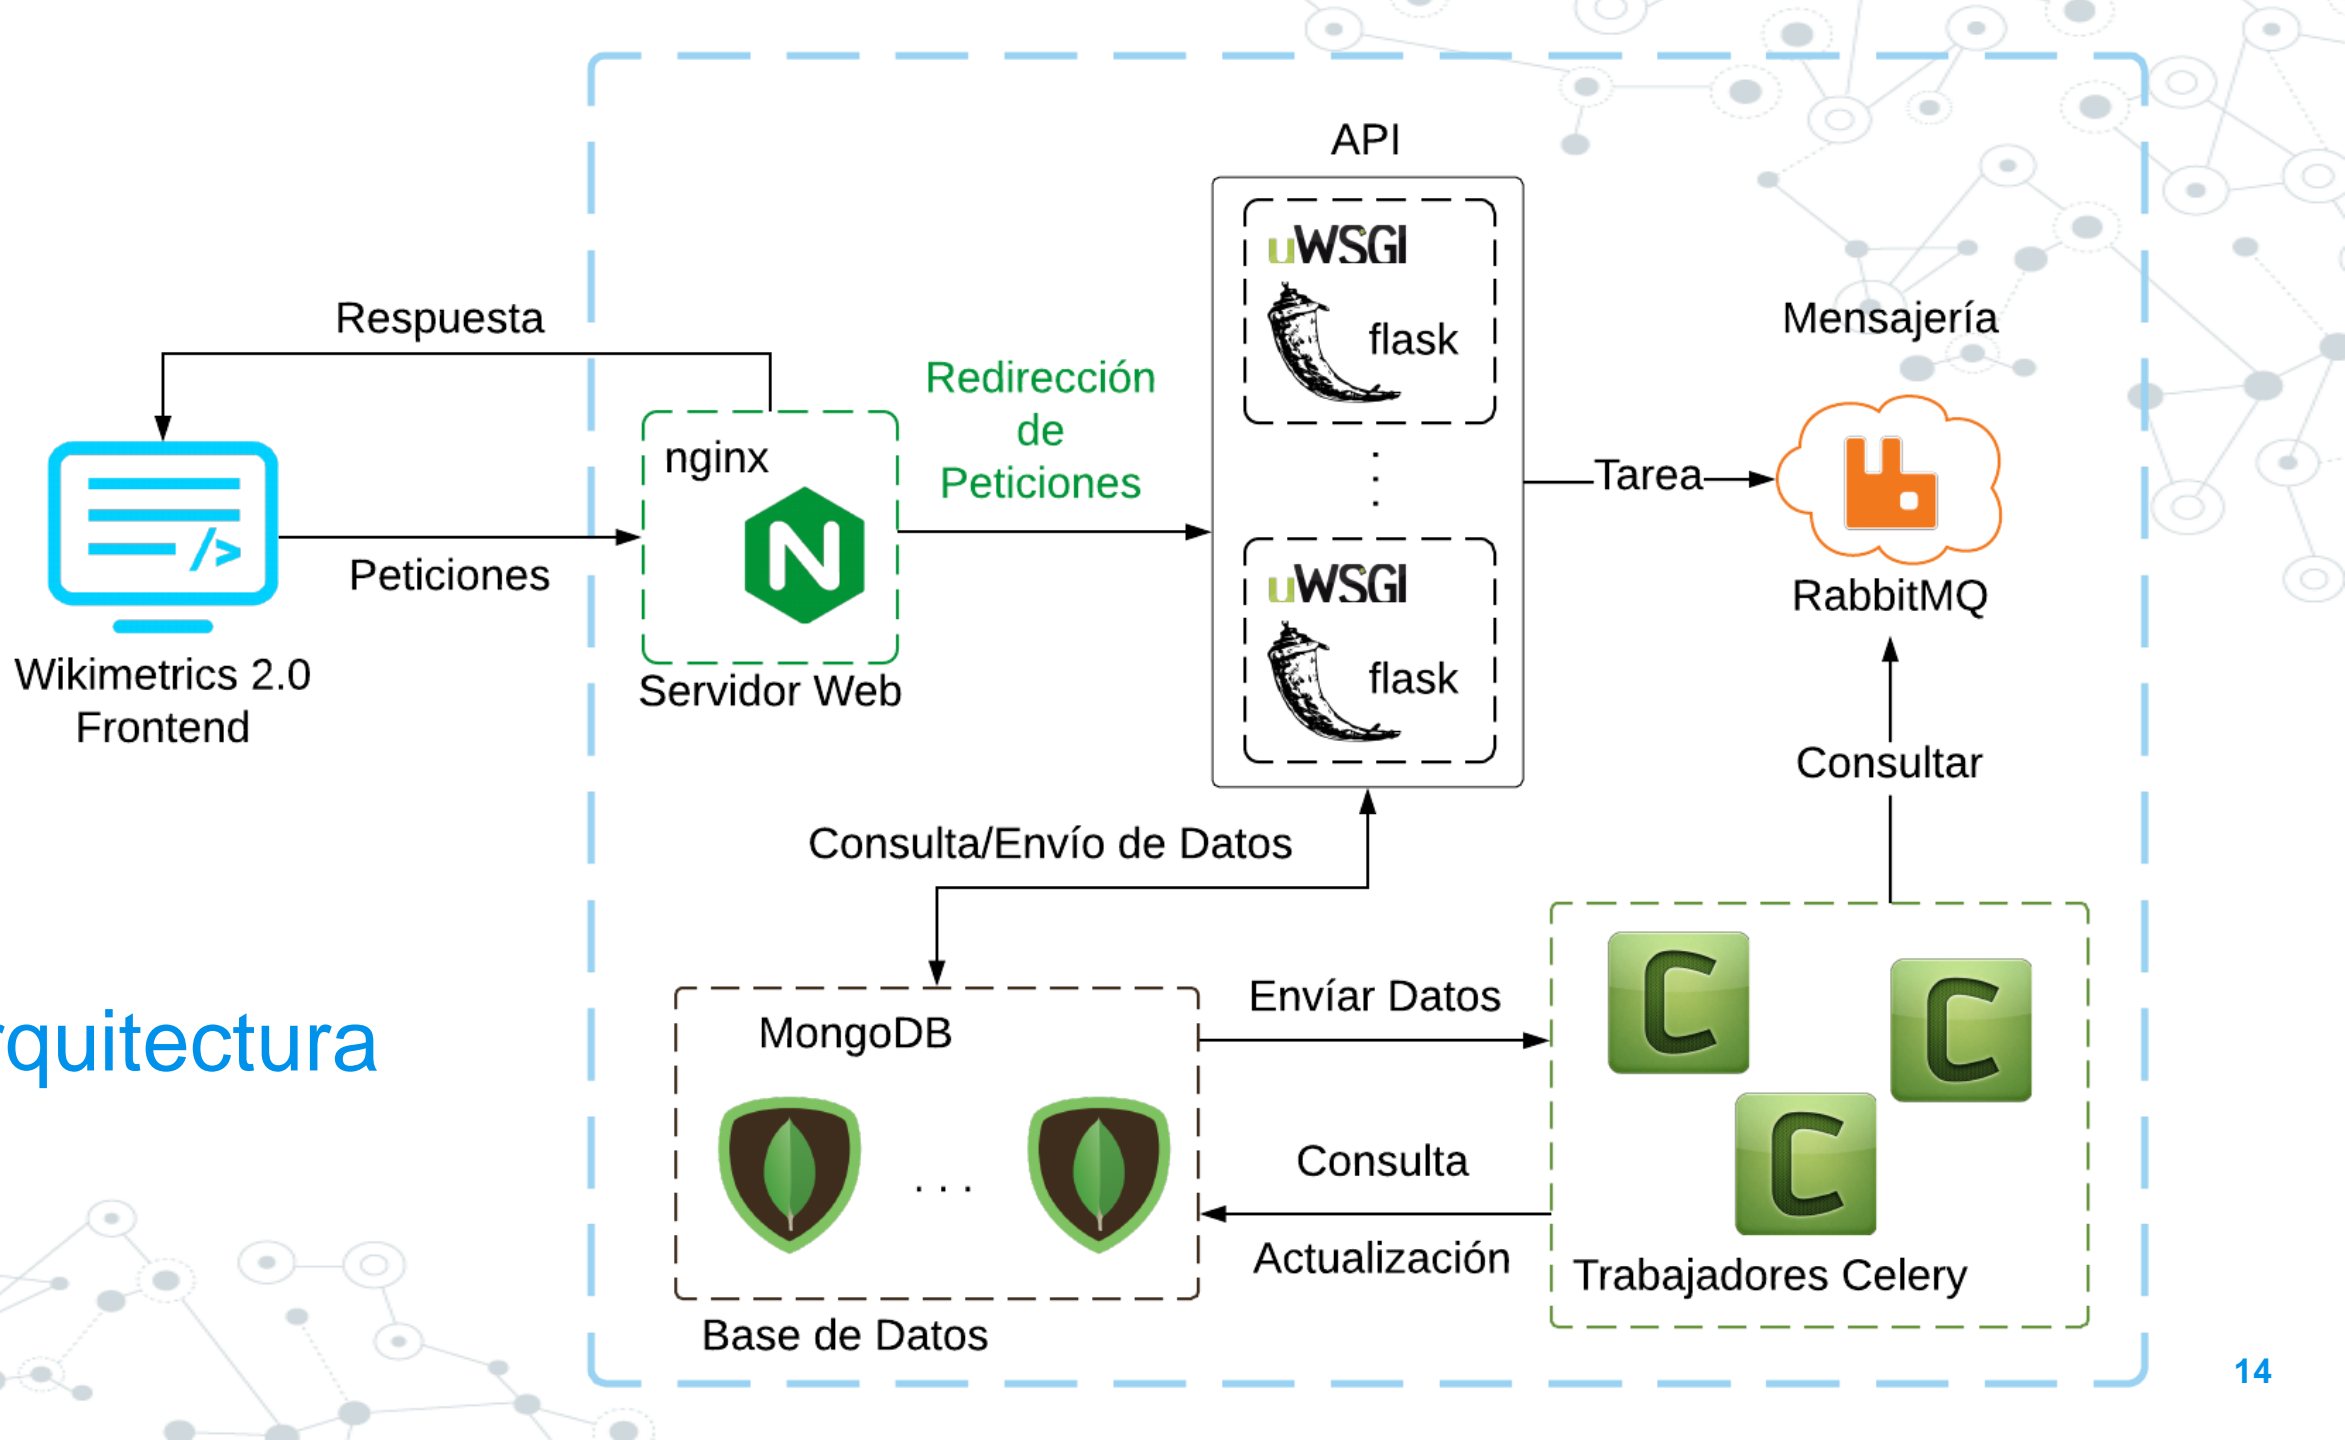 API
uWSGI
flask
Respuesta
Mensajería
Redirección
de
Peticiones
nginx
Tarea
Peticiones
uWSGI
RabbitMQ
flask
Wikimetrics 2.0
Frontend
Servidor Web
Consultar
Consulta/Envío de Datos
Envíar Datos
MongoDB
rquitectura
Consulta
. . .
Actualización
Trabajadores Celery
Base de Datos
14